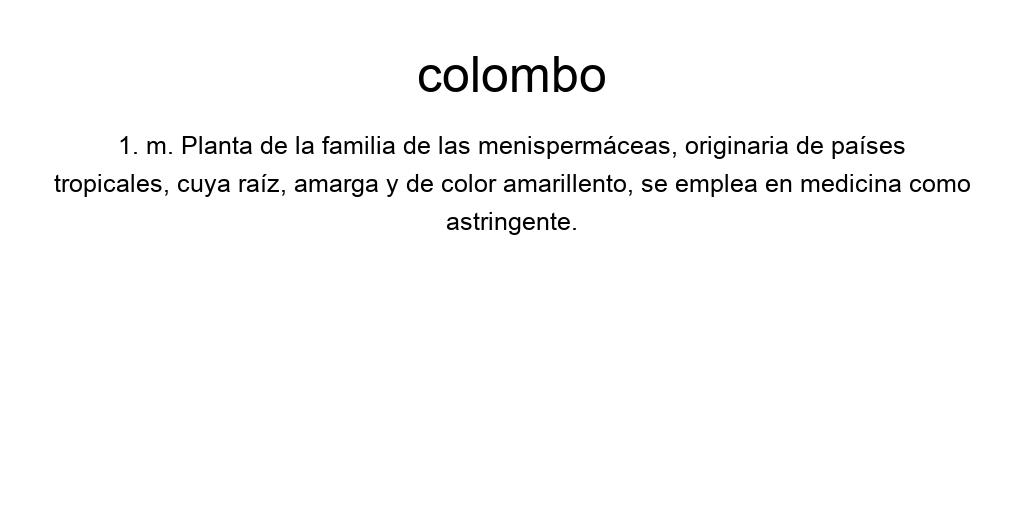 colombo
1. m. Planta de la familia de las menispermáceas, originaria de países
tropicales, cuya raíz, amarga y de color amarillento, se emplea en medicina como
astringente.